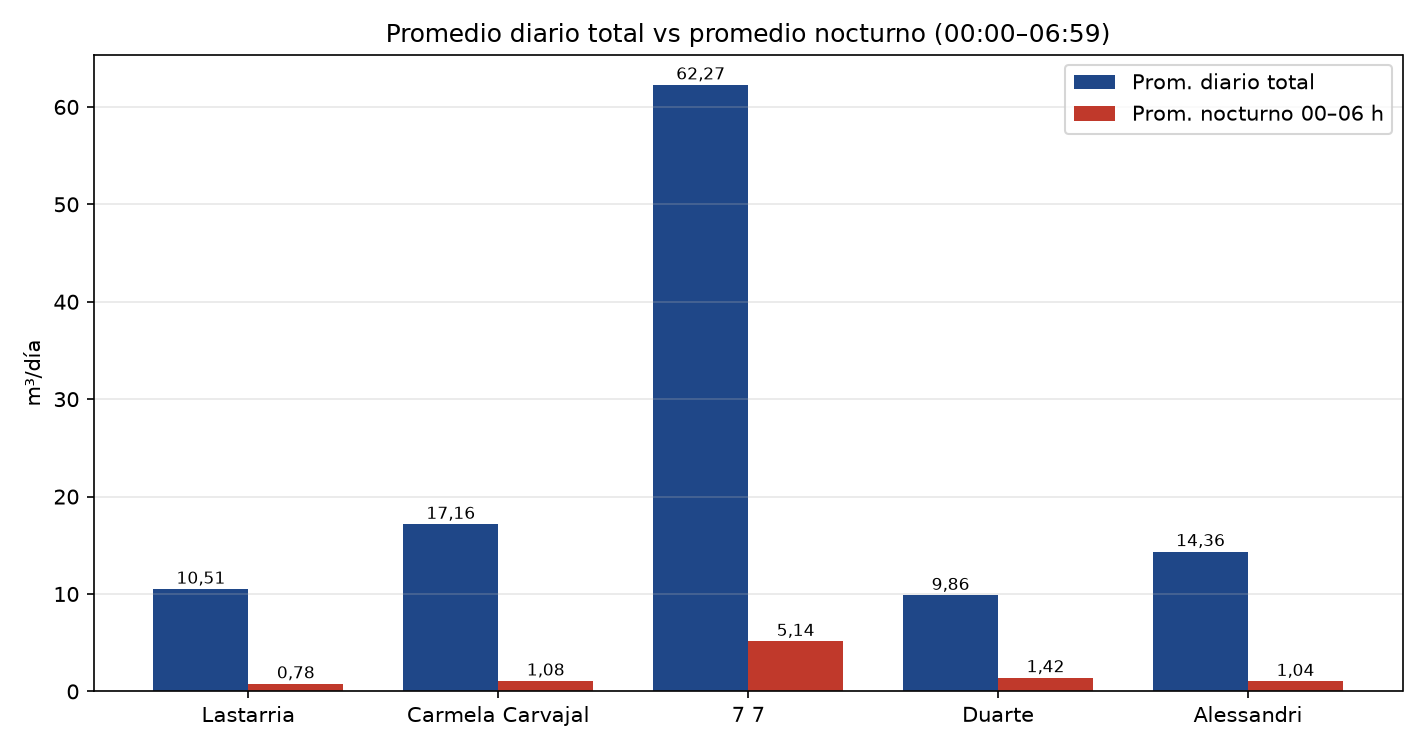 Promedio diario total vs promedio nocturno (00:00–06:59)
Prom. diario total
Prom. nocturno 00–06 h
m³/día
60
50
40
30
20
10
0
62,27
17,16
14,36
10,51
9,86
5,14
1,42
1,08
1,04
0,78
Lastarria
Carmela Carvajal
7 7
Duarte
Alessandri